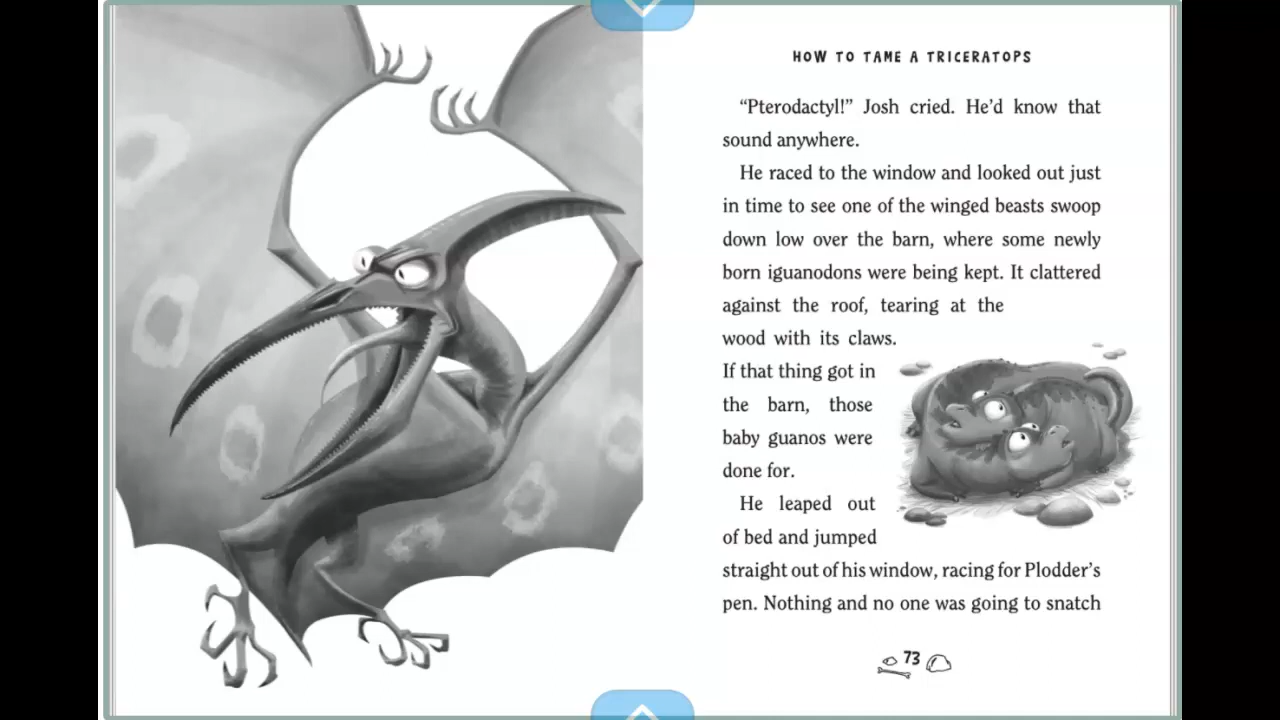 HOW TO TAME A TRICERATOPS
“Pterodactyl!” Josh cried. He’d know that
sound anywhere.
He raced to the window and looked out just
in time to see one of the winged beasts swoop
down low over the barn, where some newly
born iguanodons were being kept. It clattered
against the roof, tearing at the
wood with its claws.
If that thing got in
the barn, those
baby guanos were
done for.
He leaped out
of bed and jumped
straight out of his window, racing for Plodder’s
pen. Nothing and no one was going to snatch
73